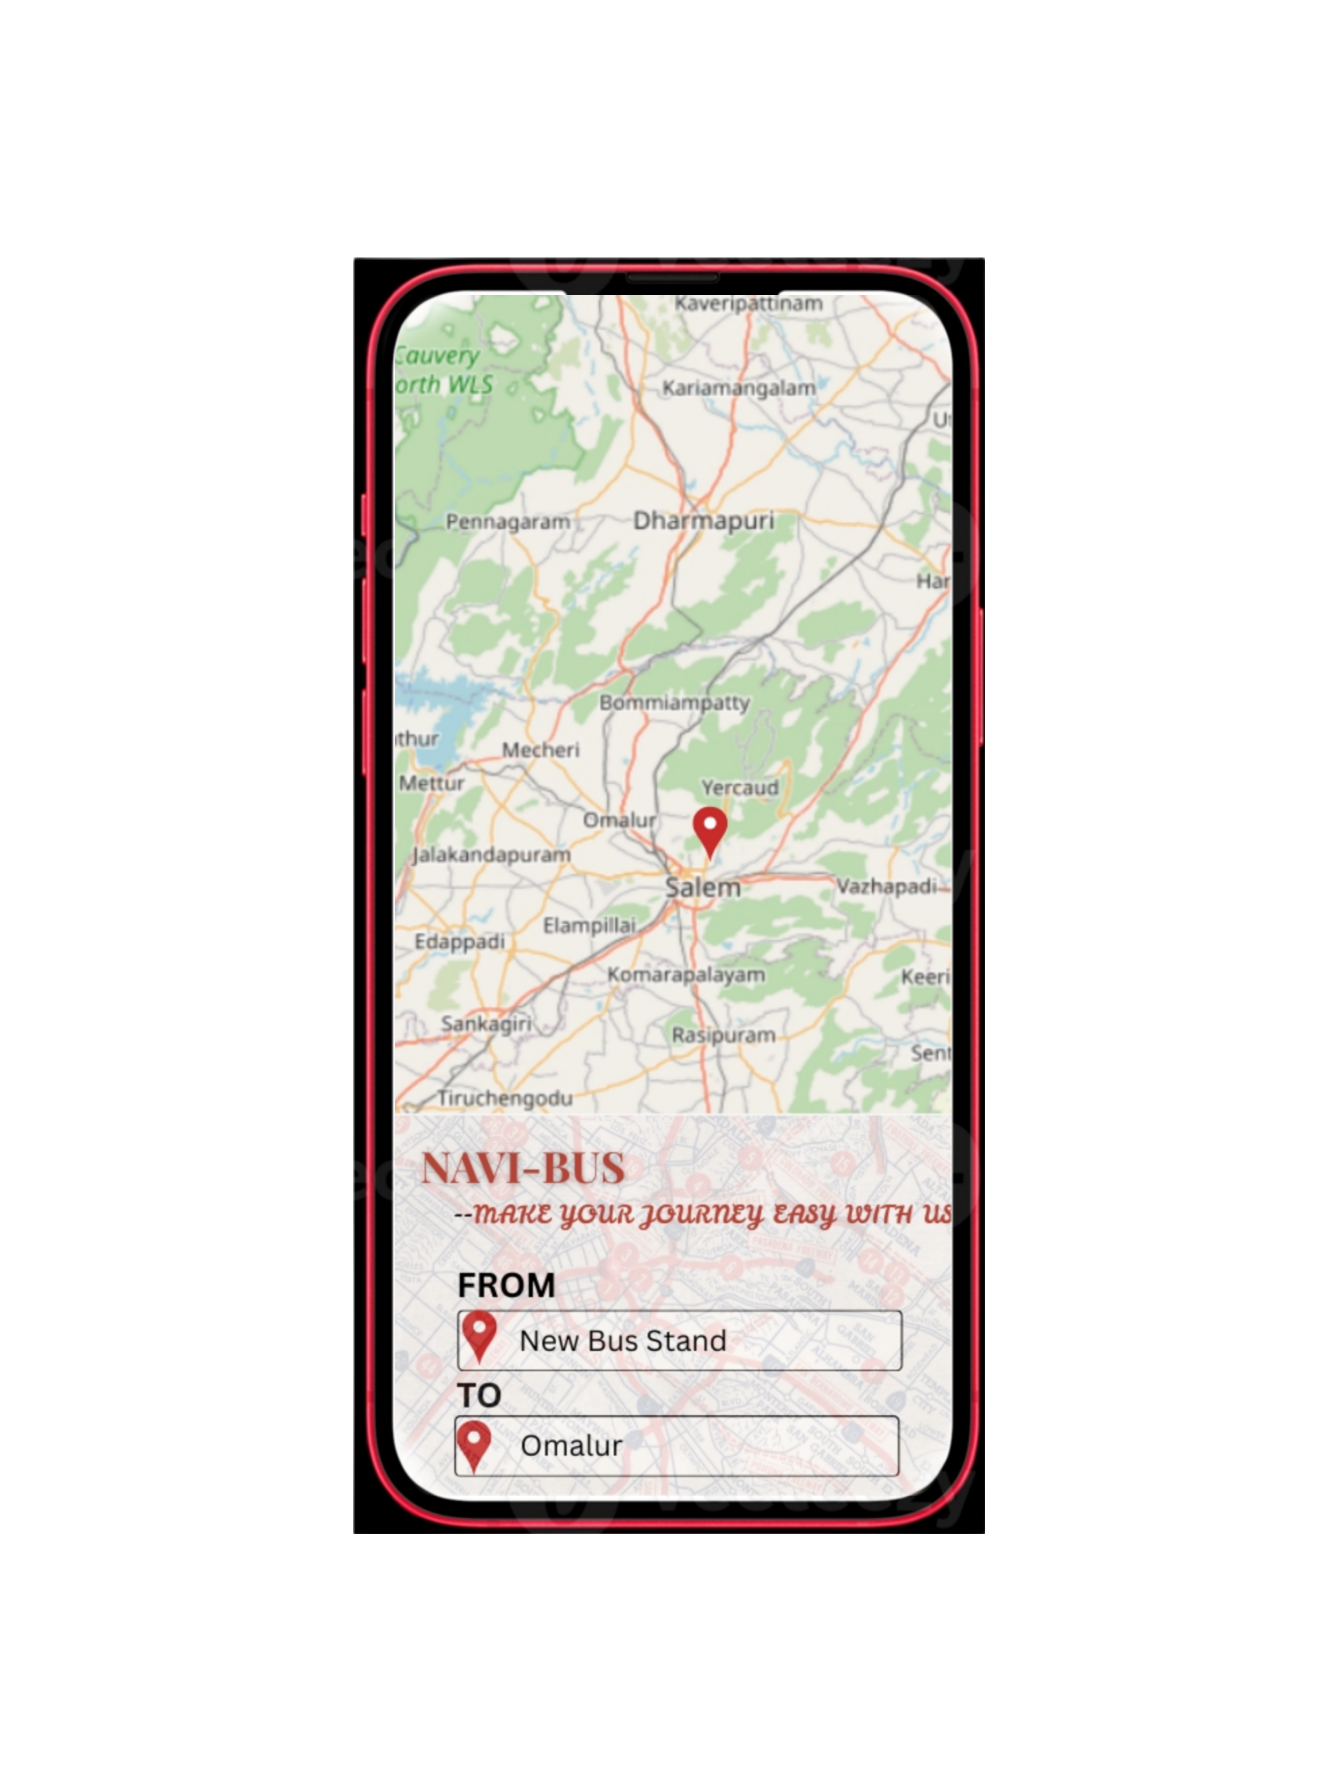 Kaveripattinam
Cauvery
orth WLS
Kariamangalam
Pennagaram
Dharmapuri
Har
Bommiampatty
Mecheri
Mettur
Yercaud
Omalur
Jalakandapuram
Salem
Vazhapadi
Elampillai
Edappadi
Komarapalayam
Keeri
Sankagiri
Rasipuram
Sent
Tiruchengodu
NAVI-BUS
--MAKE YOUR JOURNEY EASY WITH US
FROM
New Bus Stand
TO
Omalur